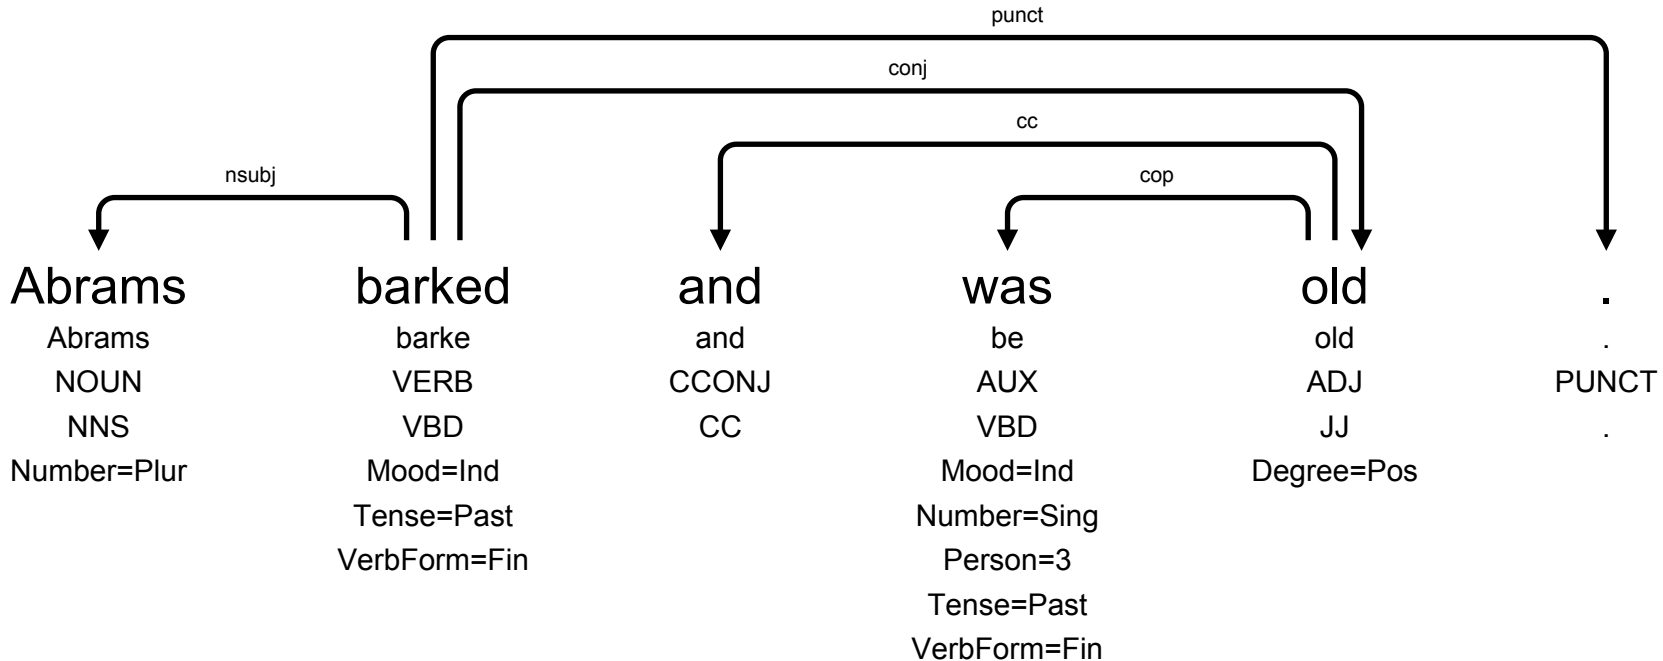 punct
conj
cc
nsubj cop
Abrams barked and was old .
Abrams barke and be old .
NOUN VERB CCONJ AUX ADJ PUNCT
NNS VBD CC VBD JJ .
Number=Plur Mood=Ind Mood=Ind Degree=Pos
Tense=Past Number=Sing
VerbForm=Fin Person=3
Tense=Past
VerbForm=Fin